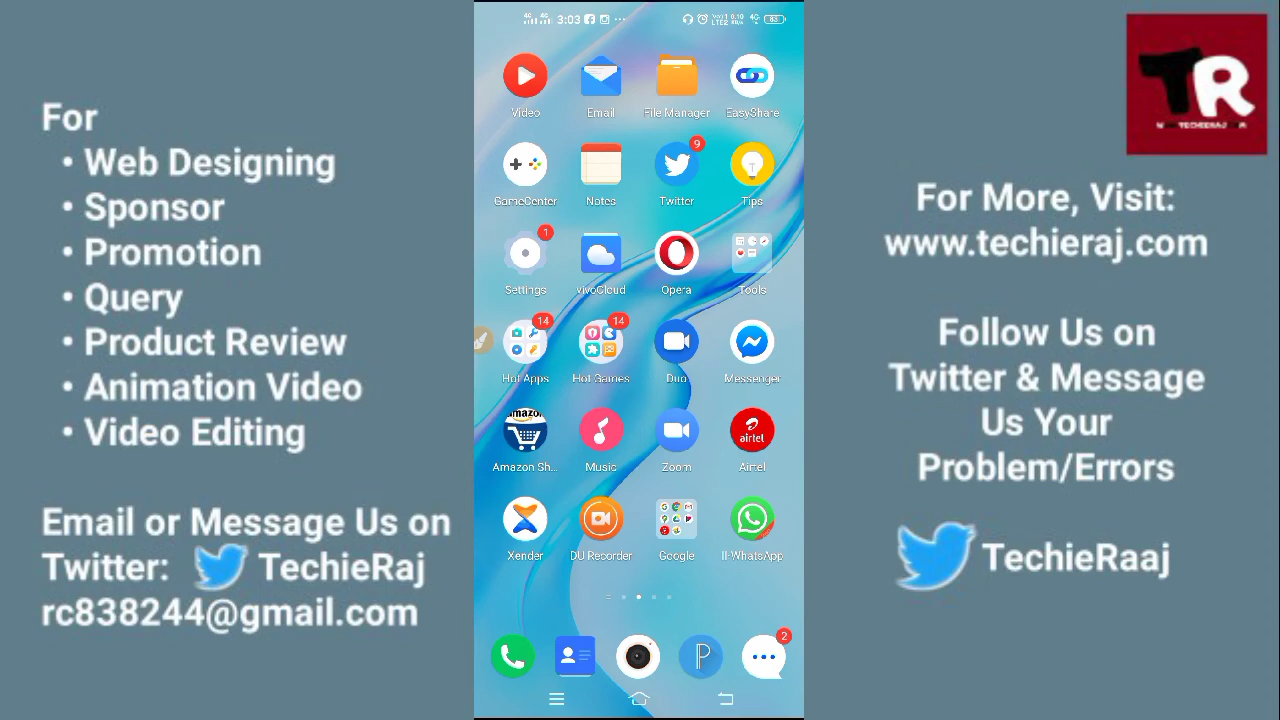 For
• Web Designing
• Sponsor
• Promotion
• Query
• Product Review
• Animation Video
• Video Editing
Email or Message Us on
Twitter: TechieRaj
rc838244@gmail.com
3:03
4G
83
Video
Email
File Manager
EasyShare
9
GameCenter
Notes
Twitter
Tips
1
Settings
vivoCloud
Opera
Tools
14
14
Hot Apps
Hot Games
Duo
Messenger
amazon
airtel
Amazon Sh...
Music
Zoom
Airtel
Xender
DU Recorder
Google
II-WhatsApp
P
2
TR
For More, Visit:
www.techieraj.com
Follow Us on
Twitter & Message
Us Your
Problem/Errors
TechieRaaj